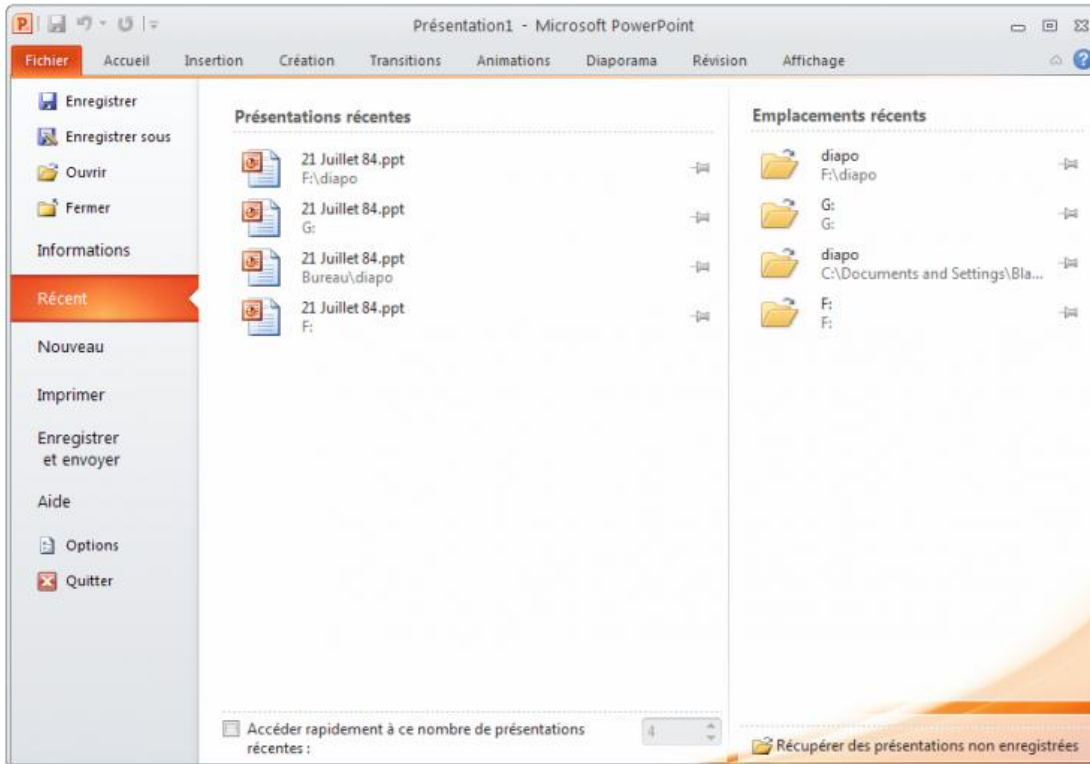 Présentation1 - Microsoft PowerPoint
Fichier Accueil Insertion Création Transitions Animations Diaporama Révision Affichage
Enregistrer
Enregistrer sous
Ouvrir
Fermer
Informations
Récent
Nouveau
Imprimer
Enregistrer
et envoyer
Aide
Options
Quitter
Présentations récentes
21 Juillet 84.ppt
F:\diapo
21 Juillet 84.ppt
G:
21 Juillet 84.ppt
Bureau\diapo
21 Juillet 84.ppt
F:
Accéder rapidement à ce nombre de présentations
récentes :
4
Emplacements récents
diapo
F:\diapo
G:
G:
diapo
C:\Documents and Settings\Bla...
F:
F:
Récupérer des présentations non enregistrées